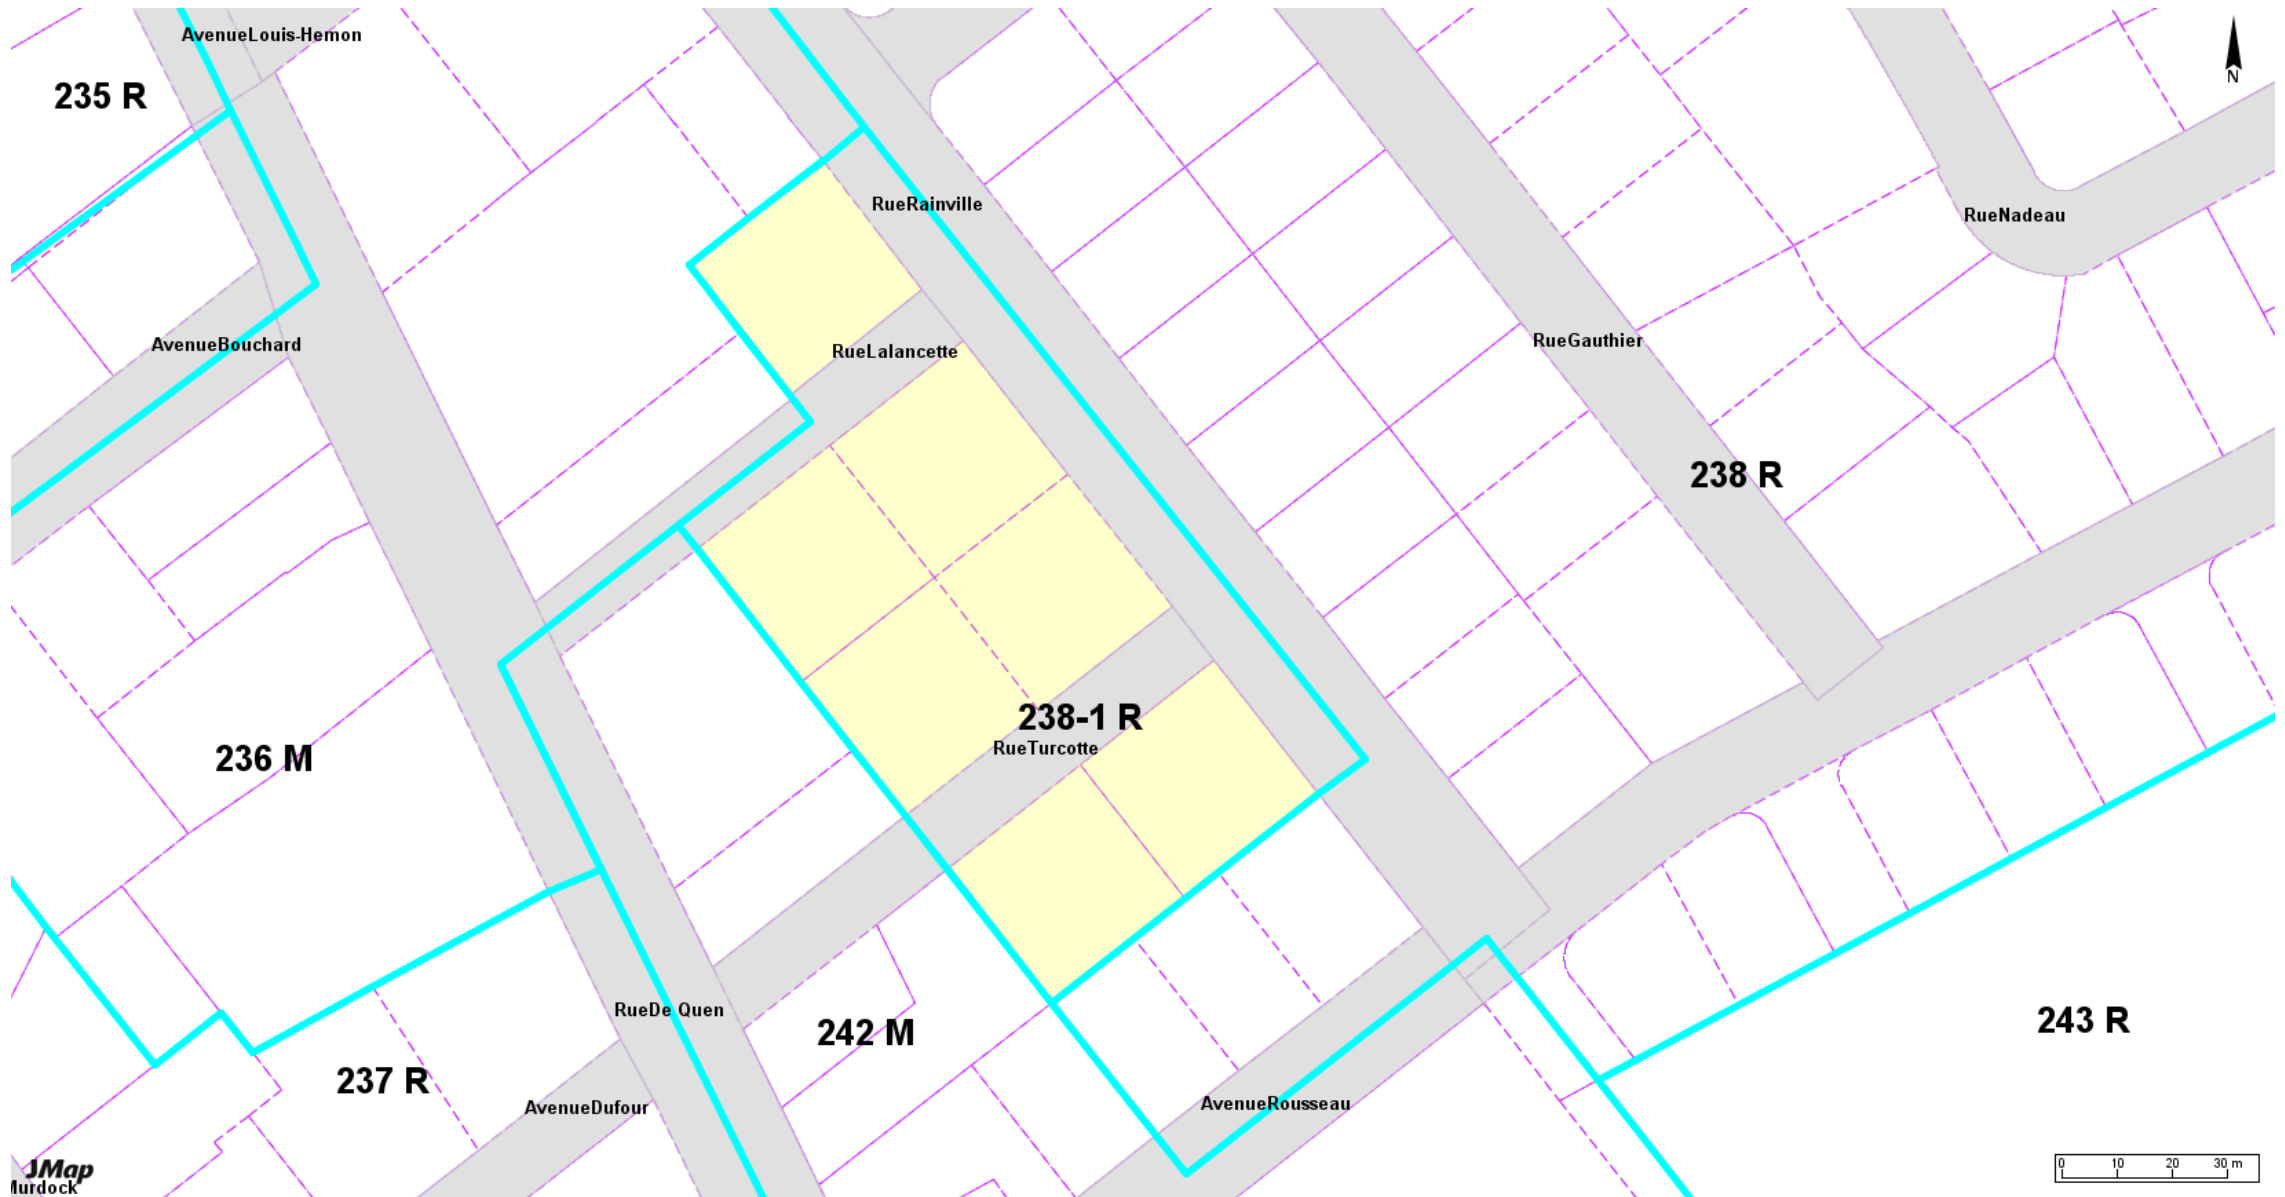 AvenueLouis-Hemon
235 R
N
RueRainville
RueNadeau
AvenueBouchard
RueLalancette
RueGauthier
238 R
238-1 R
RueTurcotte
236 M
RueDe Quen
242 M
243 R
237 R
AvenueDufour
AvenueRousseau
JMap
Murdock
0 10 20 30 m